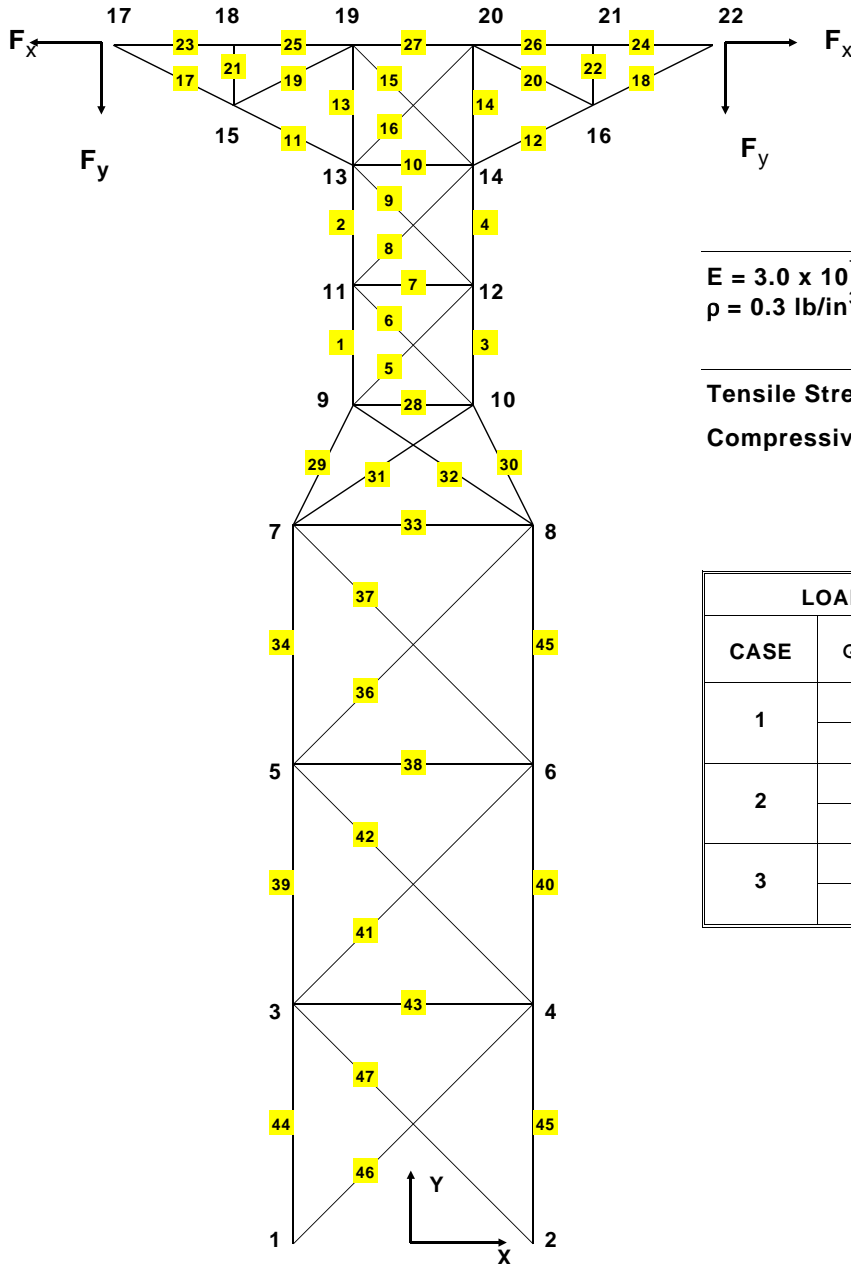 17 18 19 20 21 22
Fx 23 25 27 26 24 Fx
21 22
17 19 15 20 18
13 14
15 16 16
11 12
Fy Fy
10
13 14
9
2 4
8
7
11 12
6
1 3
5
9 28 10
29 31 32 30
7 33 8
37
34 45
36
5 38 6
42
39 40
41
3 43 4
47
44 45
46
Y
1 2
X
E = 3.0 x 10
ρ = 0.3 lb/in
Tensile Stre
Compressiv
LOA
CASE G
1
2
3